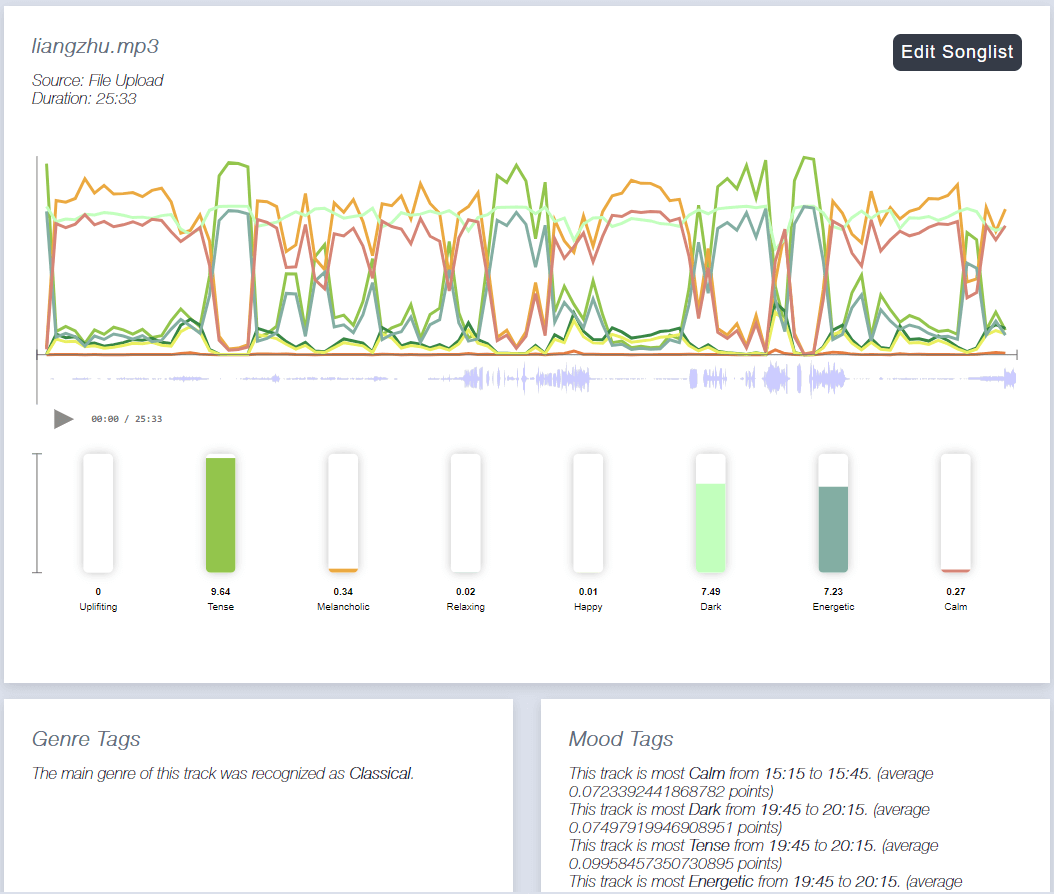 liangzhu.mp3
Edit Songlist
Source: File Upload
Duration: 25:33
00:00 / 25:33
0
Uplifiting
9.64
Tense
0.34
Melancholic
0.02
Relaxing
0.01
Happy
7.49
Dark
7.23
Energetic
0.27
Calm
Genre Tags
The main genre of this track was recognized as Classical.
Mood Tags
This track is most Calm from 15:15 to 15:45. (average
0.0723392441868782 points)
This track is most Dark from 19:45 to 20:15. (average
0.07497919946908951 points)
This track is most Tense from 19:45 to 20:15. (average
0.09958457350730895 points)
This track is most Energetic from 19:45 to 20:15. (average